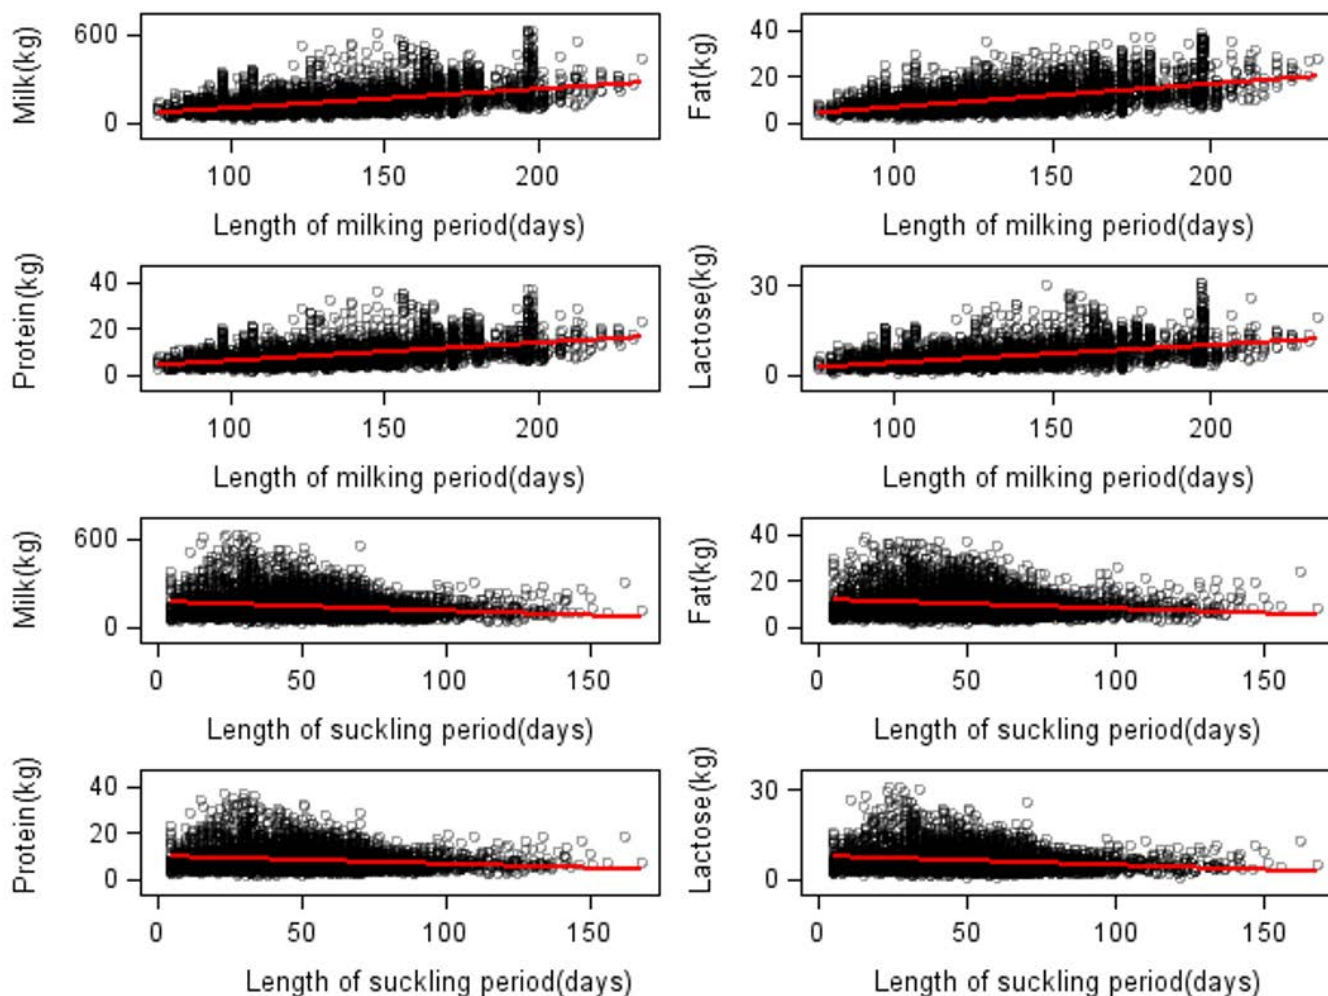 Milk(kg)
600
0
100 150 200
Length of milking period(days)
Fat(kg)
40
20
0
100 150 200
Length of milking period(days)
Protein(kg)
40
20
0
100 150 200
Length of milking period(days)
Lactose(kg)
30
0
100 150 200
Length of milking period(days)
Milk(kg)
600
0
0 50 100 150
Length of suckling period(days)
Fat(kg)
40
20
0
0 50 100 150
Length of suckling period(days)
Protein(kg)
40
20
0
0 50 100 150
Length of suckling period(days)
Lactose(kg)
30
0
0 50 100 150
Length of suckling period(days)